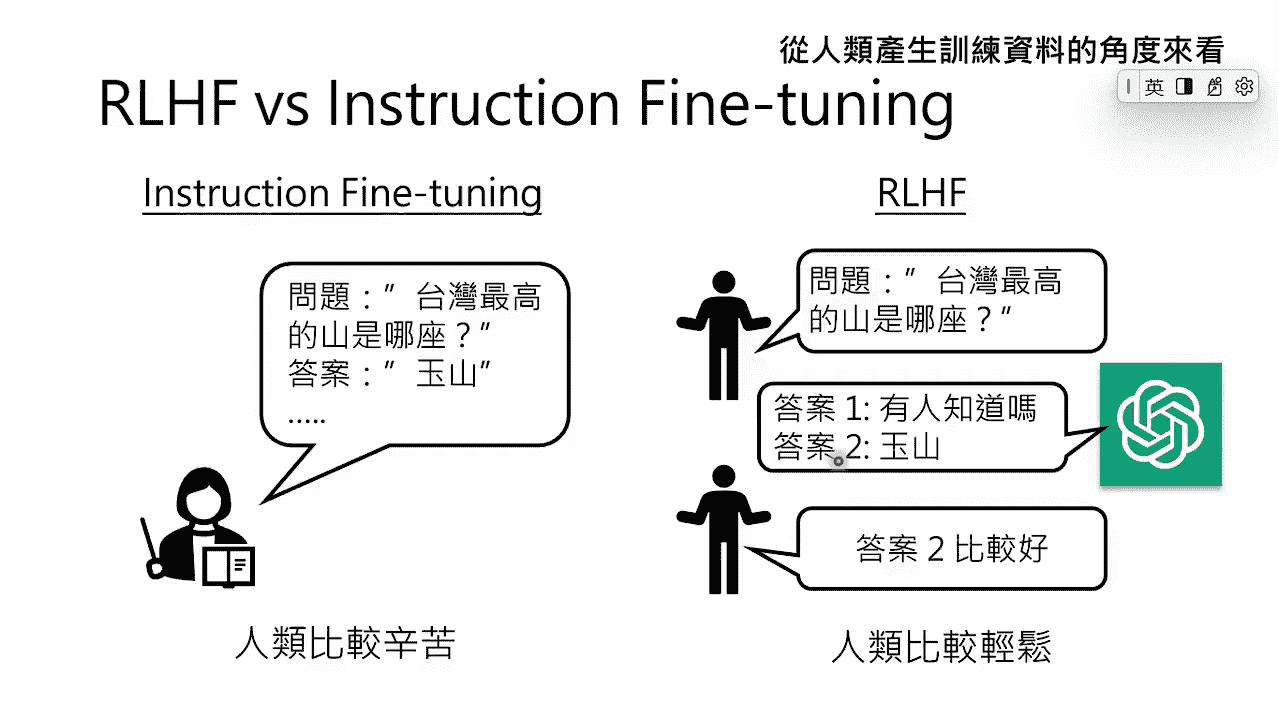 從人類產生訓練資料的角度來看
英
RLHF vs Instruction Fine-tuning
Instruction Fine-tuning
問題：”台灣最高
的山是哪座？”
答案：”玉山”
…..
人類比較辛苦
RLHF
問題：”台灣最高
的山是哪座？”
答案 1: 有人知道嗎
答案 2: 玉山
答案 2 比較好
人類比較輕鬆